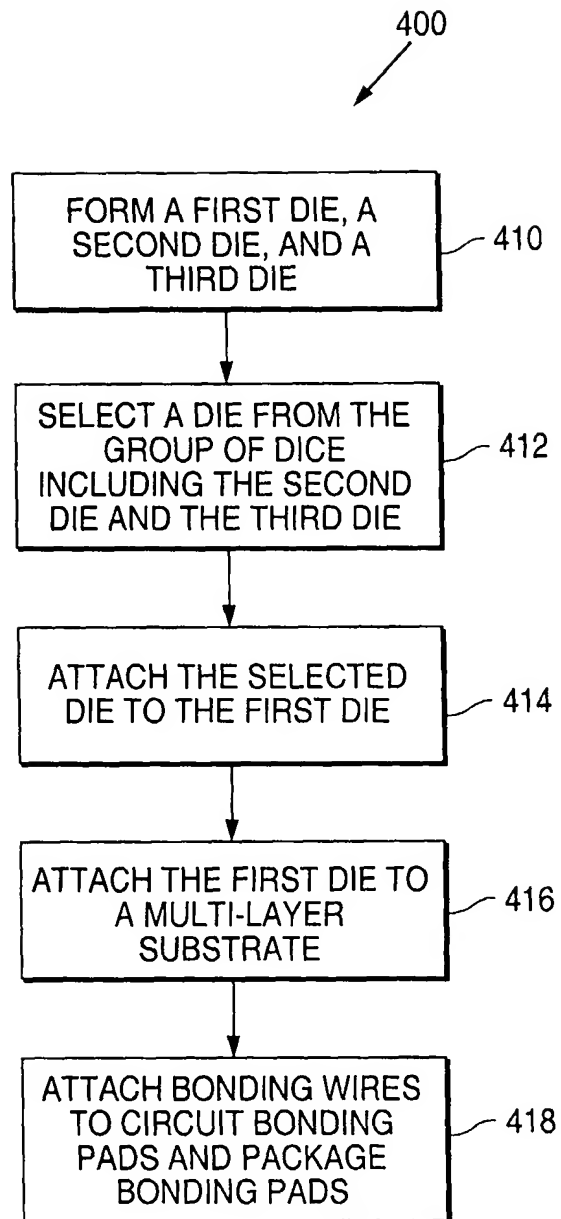 400
FORM A FIRST DIE, A
SECOND DIE, AND A
THIRD DIE
410
SELECT A DIE FROM THE
GROUP OF DICE
INCLUDING THE SECOND
DIE AND THE THIRD DIE
412
ATTACH THE SELECTED
DIE TO THE FIRST DIE
414
ATTACH THE FIRST DIE TO
A MULTI-LAYER
SUBSTRATE
416
ATTACH BONDING WIRES
TO CIRCUIT BONDING
PADS AND PACKAGE
BONDING PADS
418